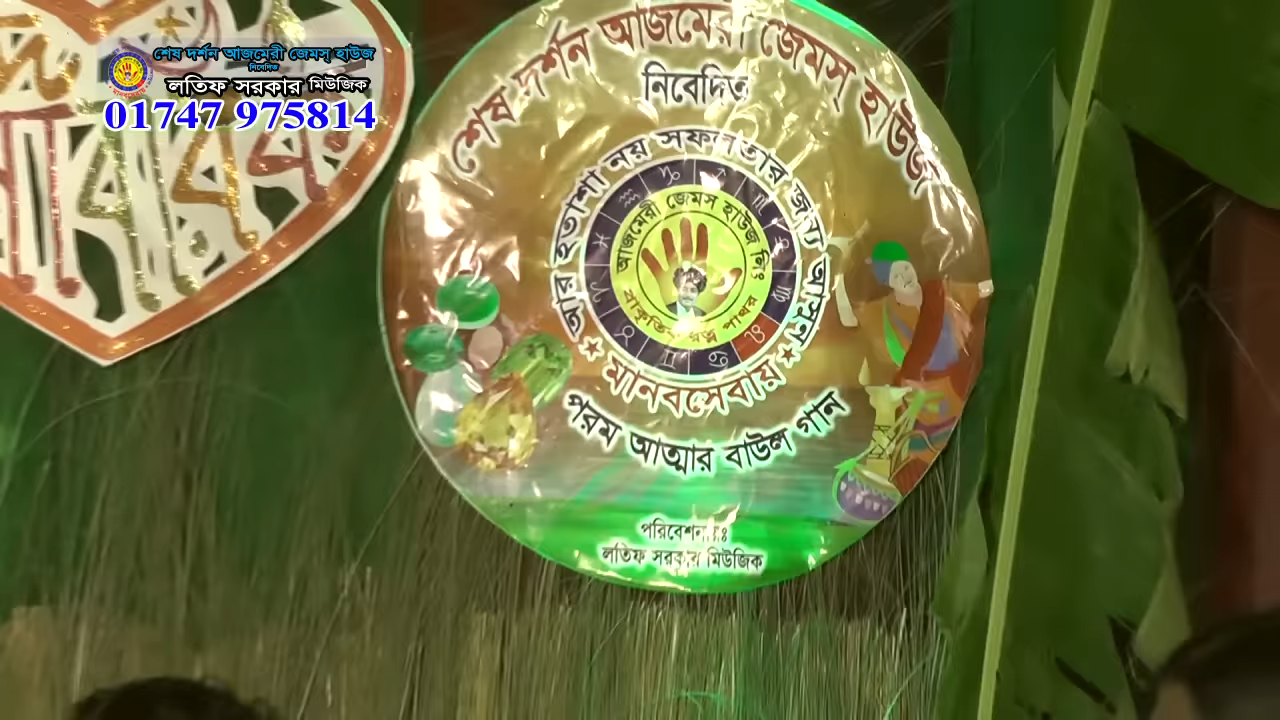 শেষ দর্শন আজমেরী জেমস্ হাউজ
নিবেদিত
লতিফ সরকার মিউজিক
01747 975814
শেষ দর্শন আজমেরী জেমস্ হাউজ
নিবেদিত
আর হতাশা নয় সফলতার জন্য আসুন
আজমেরী জেমস হাউজ লিঃ
মানবসেবায়
পরম আত্মার বাউল গান
পরিবেশনায়ঃ
লতিফ সরকার মিউজিক